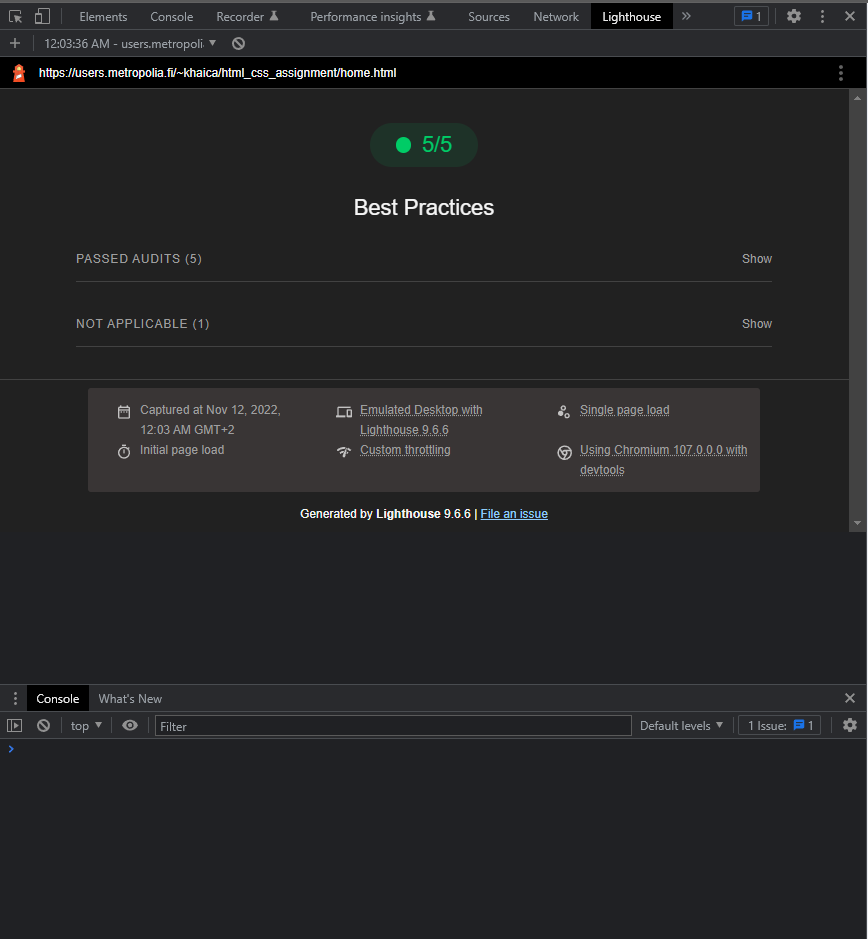 Elements Console Recorder Performance insights Sources Network Lighthouse 1
12:03:36 AM - users.metropoli
https://users.metropolia.fi/~khaica/html_css_assignment/home.html
5/5
Best Practices
PASSED AUDITS (5) Show
NOT APPLICABLE (1) Show
Captured at Nov 12, 2022,
12:03 AM GMT+2
Emulated Desktop with
Lighthouse 9.6.6
Single page load
Initial page load
Custom throttling
Using Chromium 107.0.0.0 with
devtools
Generated by Lighthouse 9.6.6 | File an issue
Console What's New
top Filter Default levels 1 Issue: 1